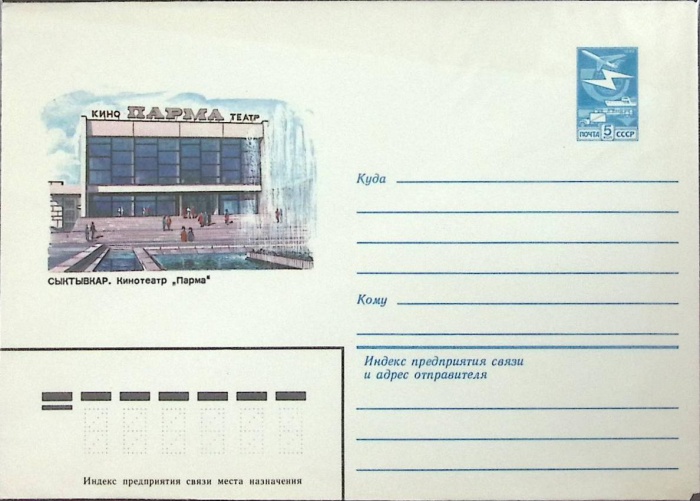 КИНО ПАРМА ТЕАТР
СЫКТЫВКАР. Кинотеатр „Парма"
ПОЧТА 5 СССР
Куда
Кому
Индекс предприятия связи
и адрес отправителя
Индекс предприятия связи места назначения